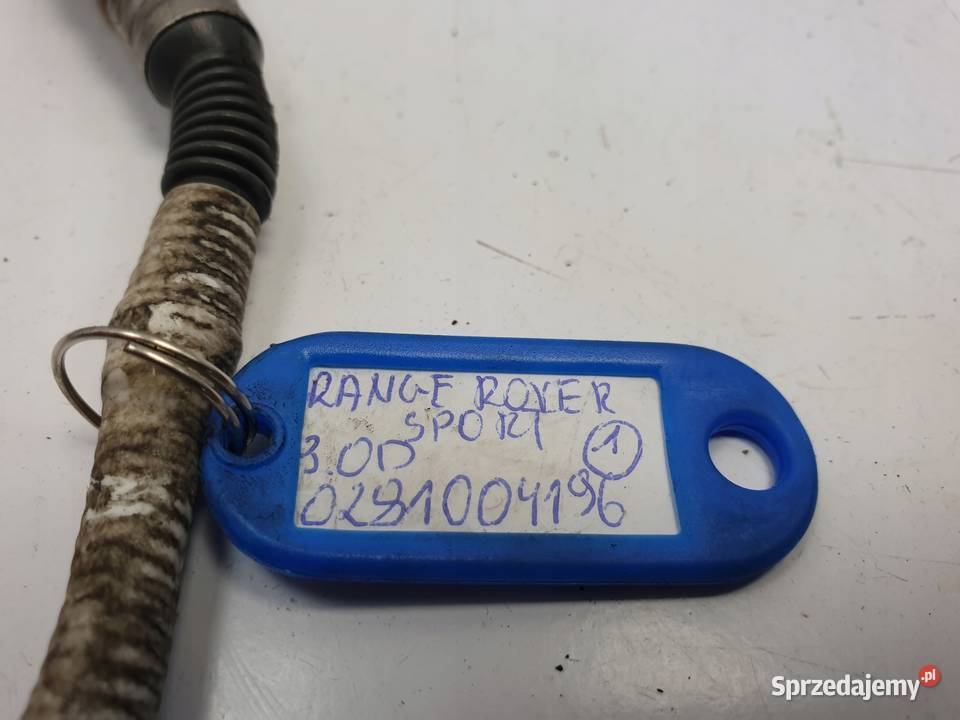 RANGE ROVER
SPORT
3.0D
1
0281004196
Sprzedajemy.pl